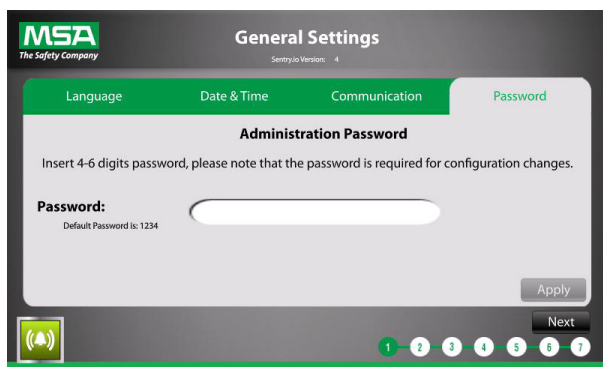 MSA
The Safety Company
General Settings
Sentry.io Version: 4
Language Date & Time Communication Password
Administration Password
Insert 4-6 digits password, please note that the password is required for configuration changes.
Password:
Default Password is: 1234
Apply
Next
1 2 3 4 5 6 7